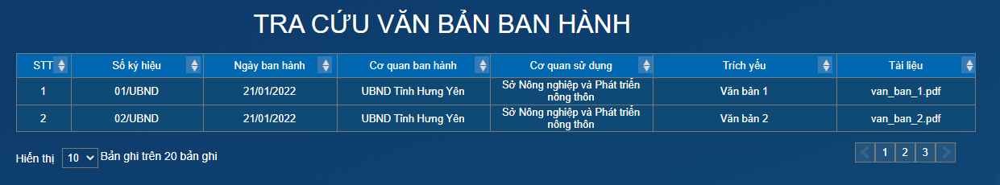 TRA CỨU VĂN BẢN BAN HÀNH
STT Số ký hiệu Ngày ban hành Cơ quan ban hành Cơ quan sử dụng Trích yếu Tài liệu
1 01/UBND 21/01/2022 UBND Tỉnh Hưng Yên Sở Nông nghiệp và Phát triển nông thôn Văn bản 1 van_ban_1.pdf
2 02/UBND 21/01/2022 UBND Tỉnh Hưng Yên Sở Nông nghiệp và Phát triển nông thôn Văn bản 2 van_ban_2.pdf
Hiển thị 10 Bản ghi trên 20 bản ghi < 1 2 3 >